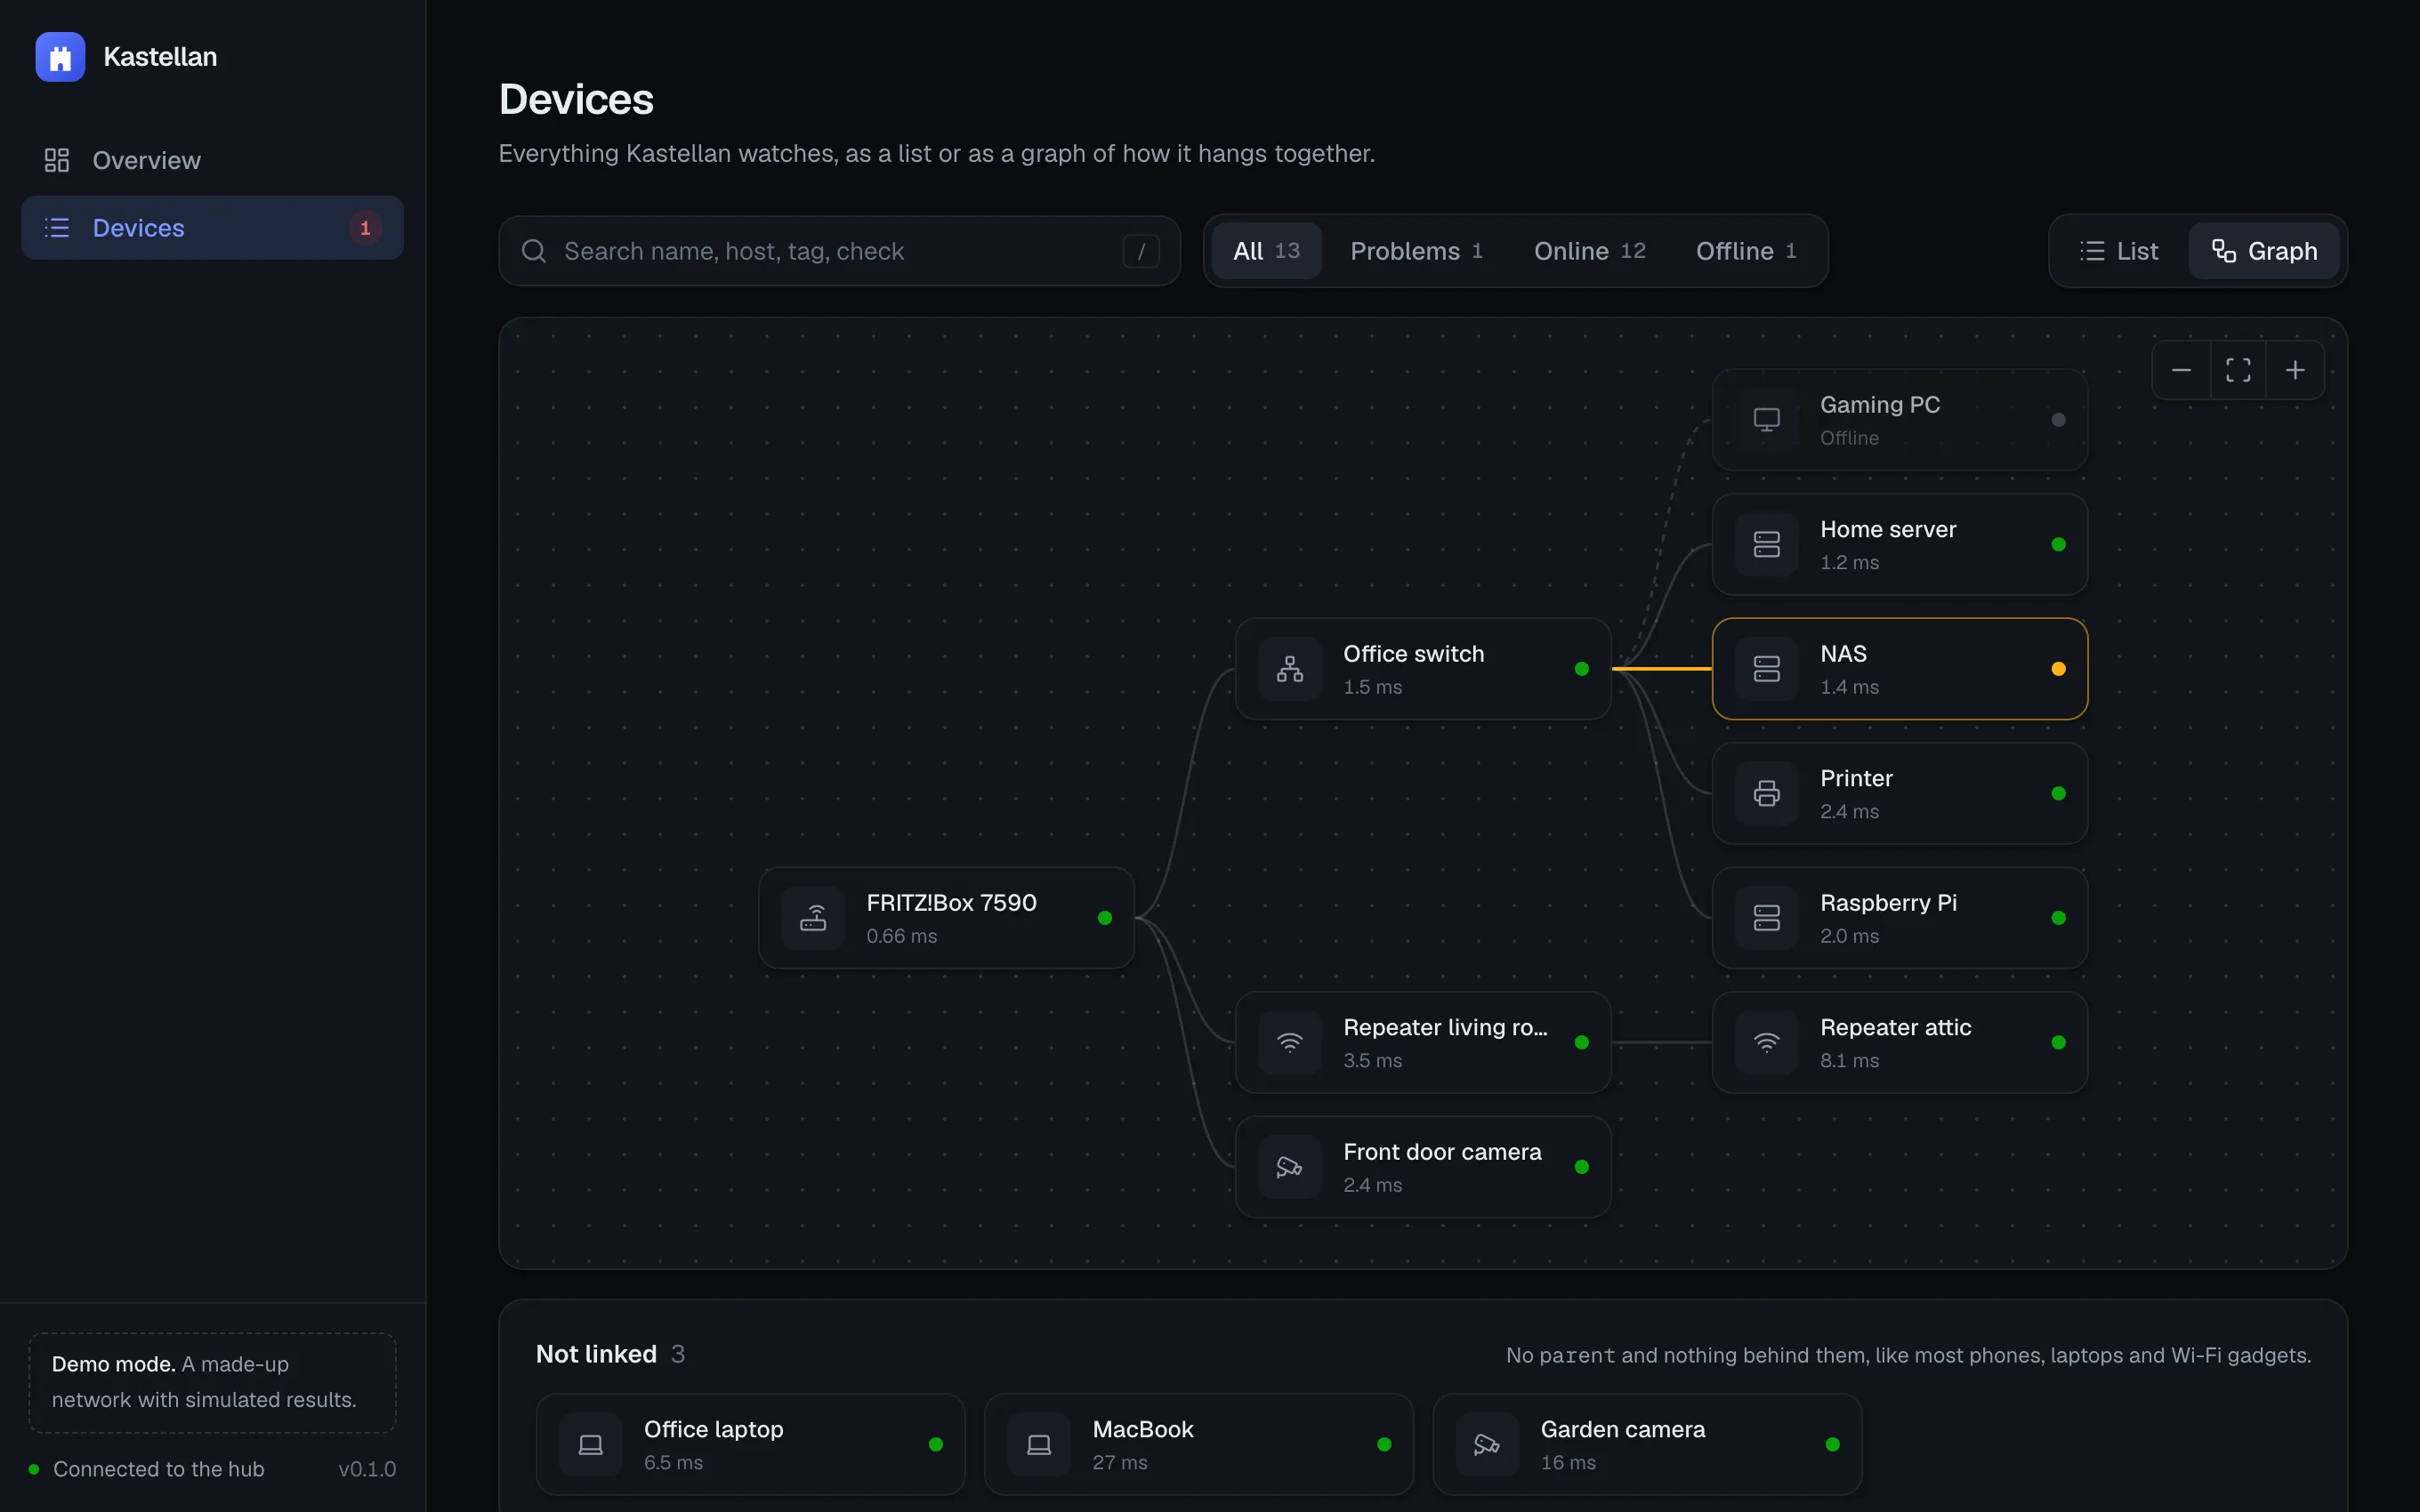 Kastellan
Overview
Devices 1
Devices
Everything Kastellan watches, as a list or as a graph of how it hangs together.
Search name, host, tag, check /
All 13 Problems 1 Online 12 Offline 1
List Graph
Gaming PC
Offline
Home server
1.2 ms
Office switch
1.5 ms
NAS
1.4 ms
Printer
2.4 ms
FRITZ!Box 7590
0.66 ms
Raspberry Pi
2.0 ms
Repeater living ro...
3.5 ms
Repeater attic
8.1 ms
Front door camera
2.4 ms
Not linked 3
No parent and nothing behind them, like most phones, laptops and Wi-Fi gadgets.
Office laptop
6.5 ms
MacBook
27 ms
Garden camera
16 ms
Demo mode. A made-up
network with simulated results.
Connected to the hub v0.1.0